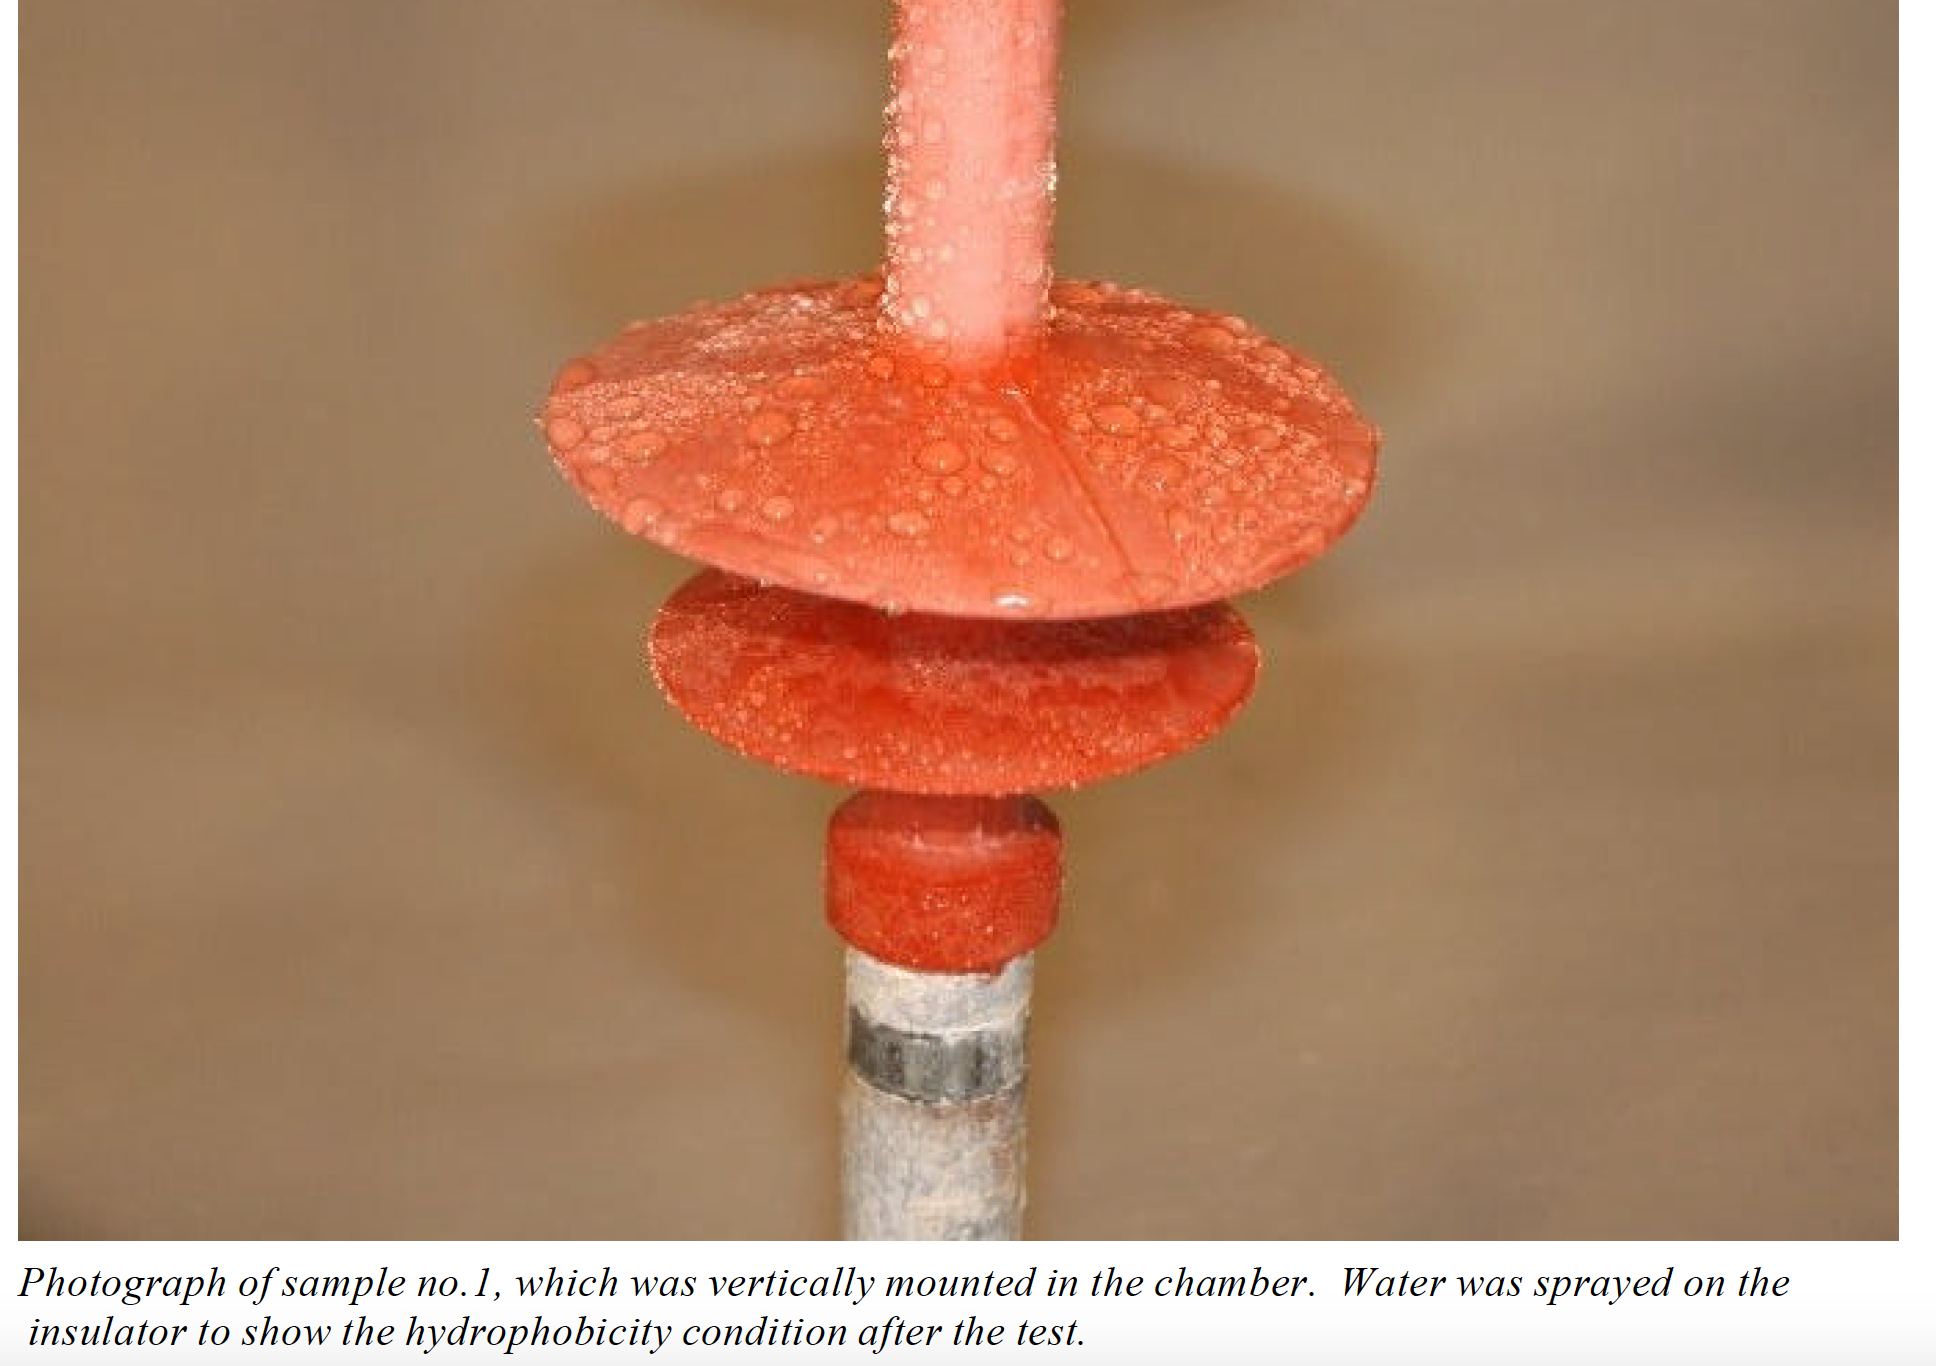 Photograph of sample no.1, which was vertically mounted in the chamber. Water was sprayed on the
insulator to show the hydrophobicity condition after the test.